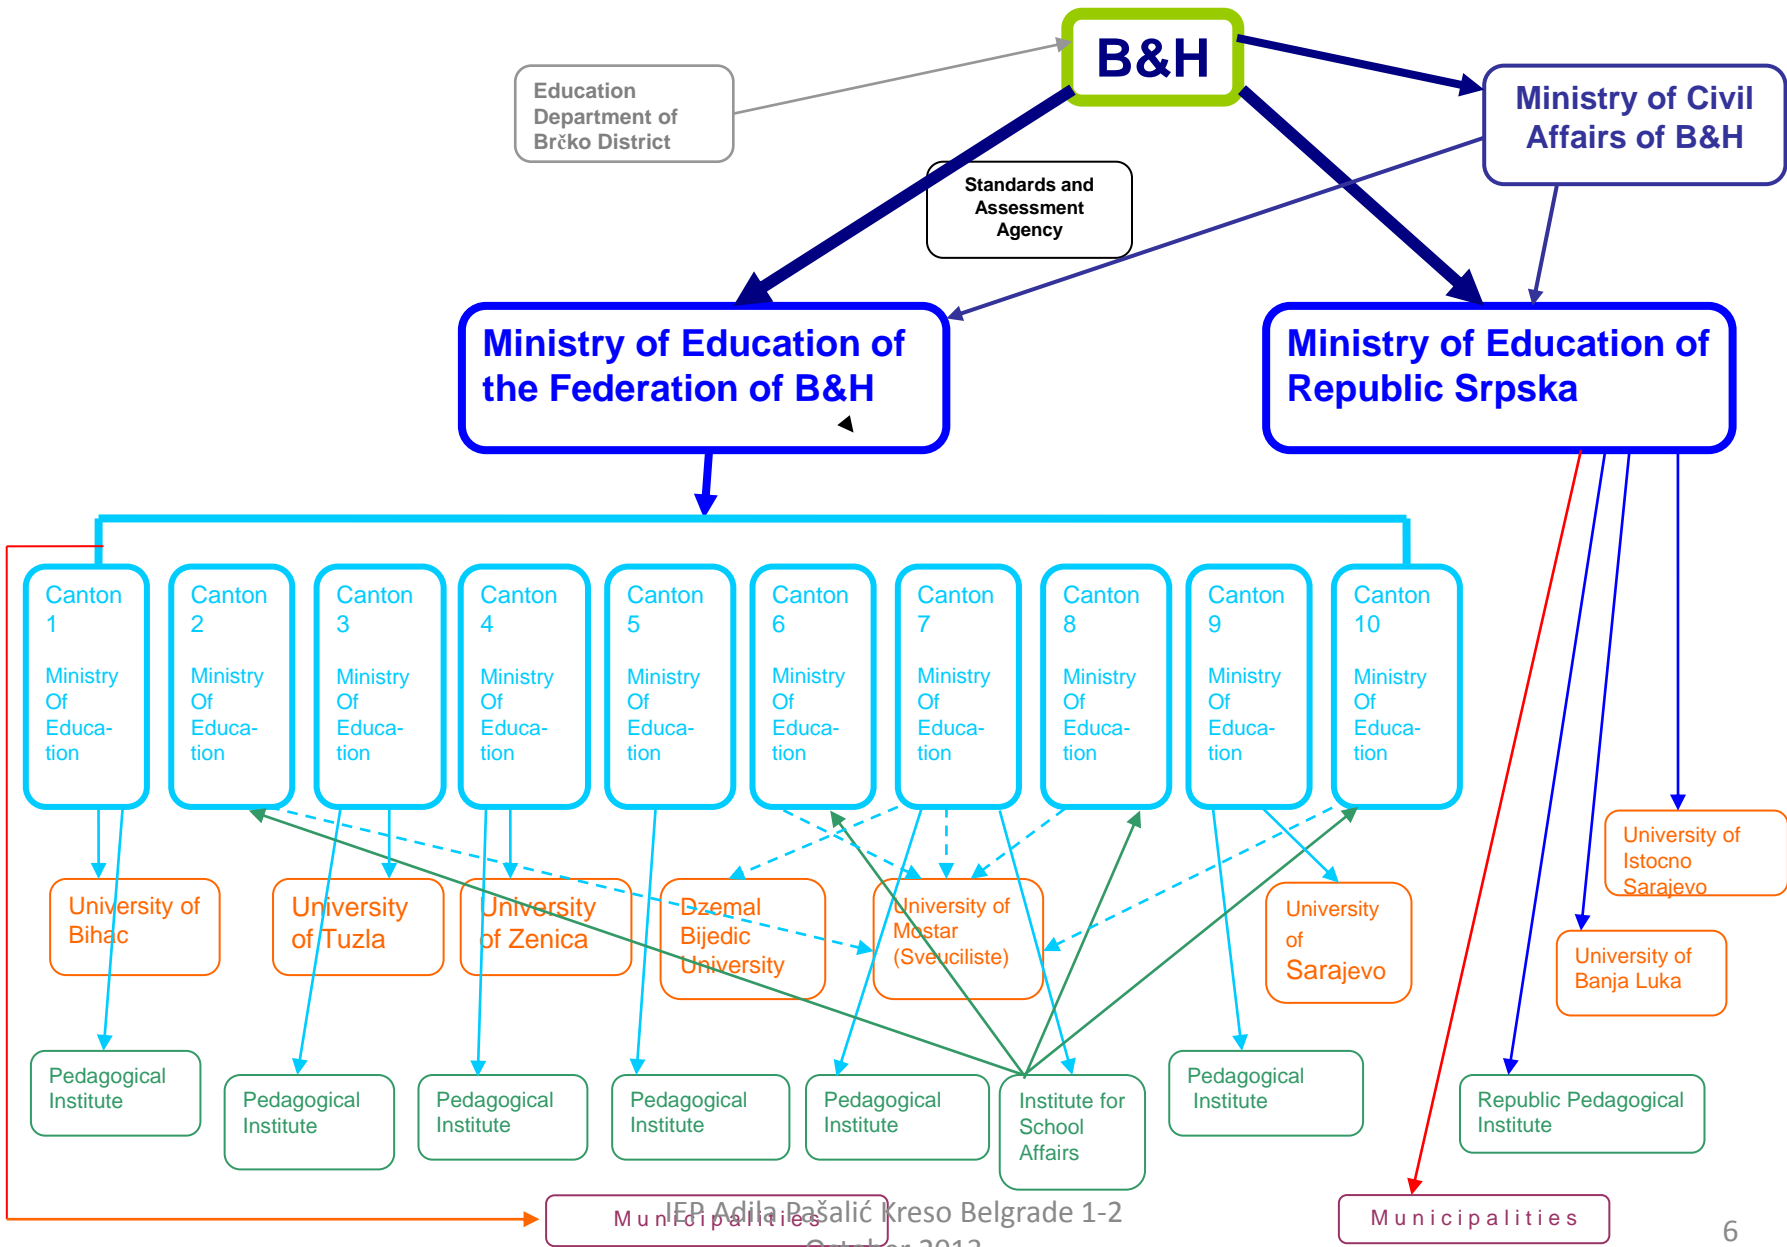 B&H
Education
Department of
Brčko District
Ministry of Civil
Affairs of B&H
Standards and
Assessment
Agency
Ministry of Education of
the Federation of B&H
Ministry of Education of
Republic Srpska
Canton
1
Ministry
Of
Educa-
tion
Canton
2
Ministry
Of
Educa-
tion
Canton
3
Ministry
Of
Educa-
tion
Canton
4
Ministry
Of
Educa-
tion
Canton
5
Ministry
Of
Educa-
tion
Canton
6
Ministry
Of
Educa-
tion
Canton
7
Ministry
Of
Educa-
tion
Canton
8
Ministry
Of
Educa-
tion
Canton
9
Ministry
Of
Educa-
tion
Canton
10
Ministry
Of
Educa-
tion
University of
Istocno
Sarajevo
University of
Bihac
University
of Tuzla
University
of Zenica
Dzemal
Bijedic
University
University of
Mostar
(Sveuciliste)
University
of
Sarajevo
University of
Banja Luka
Pedagogical
Institute
Pedagogical
Institute
Pedagogical
Institute
Pedagogical
Institute
Pedagogical
Institute
Institute for
School
Affairs
Pedagogical
Institute
Republic Pedagogical
Institute
Municipalities
IEP Adila Pašalić Kreso Belgrade 1-2
October 2013
Municipalities
6